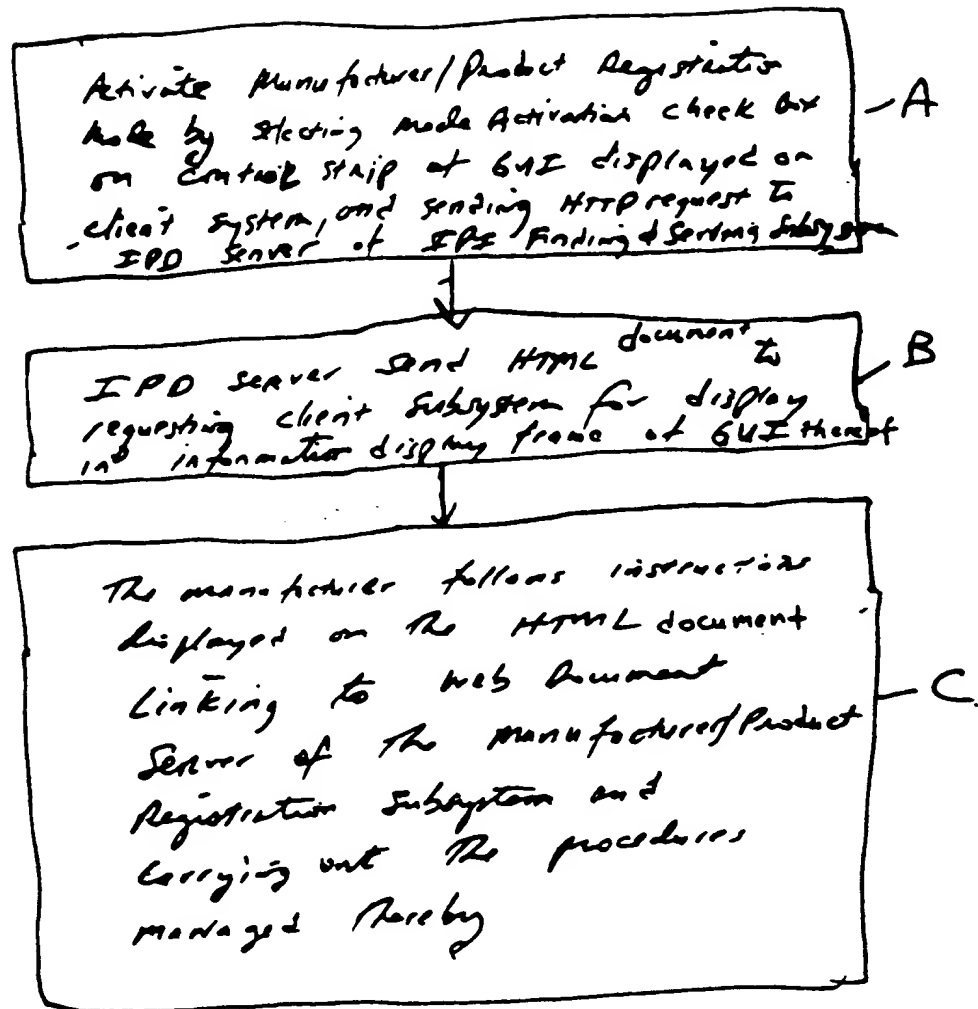 Activate Manufacturer/Product Registration
Mode by selecting mode Activation check box
on control strip of GUI displayed on
client system, and sending HTTP request to
IPD server of IPI Finding & Serving Subsystem
A
IPD server send HTML document to
requesting client subsystem for display
in information display frame of GUI thereof
B
The manufacturer follows instructions
displayed on the HTML document
Linking to web Document
Server of the Manufacturer/Product
Registration Subsystem and
Carrying out the procedures
managed thereby
C